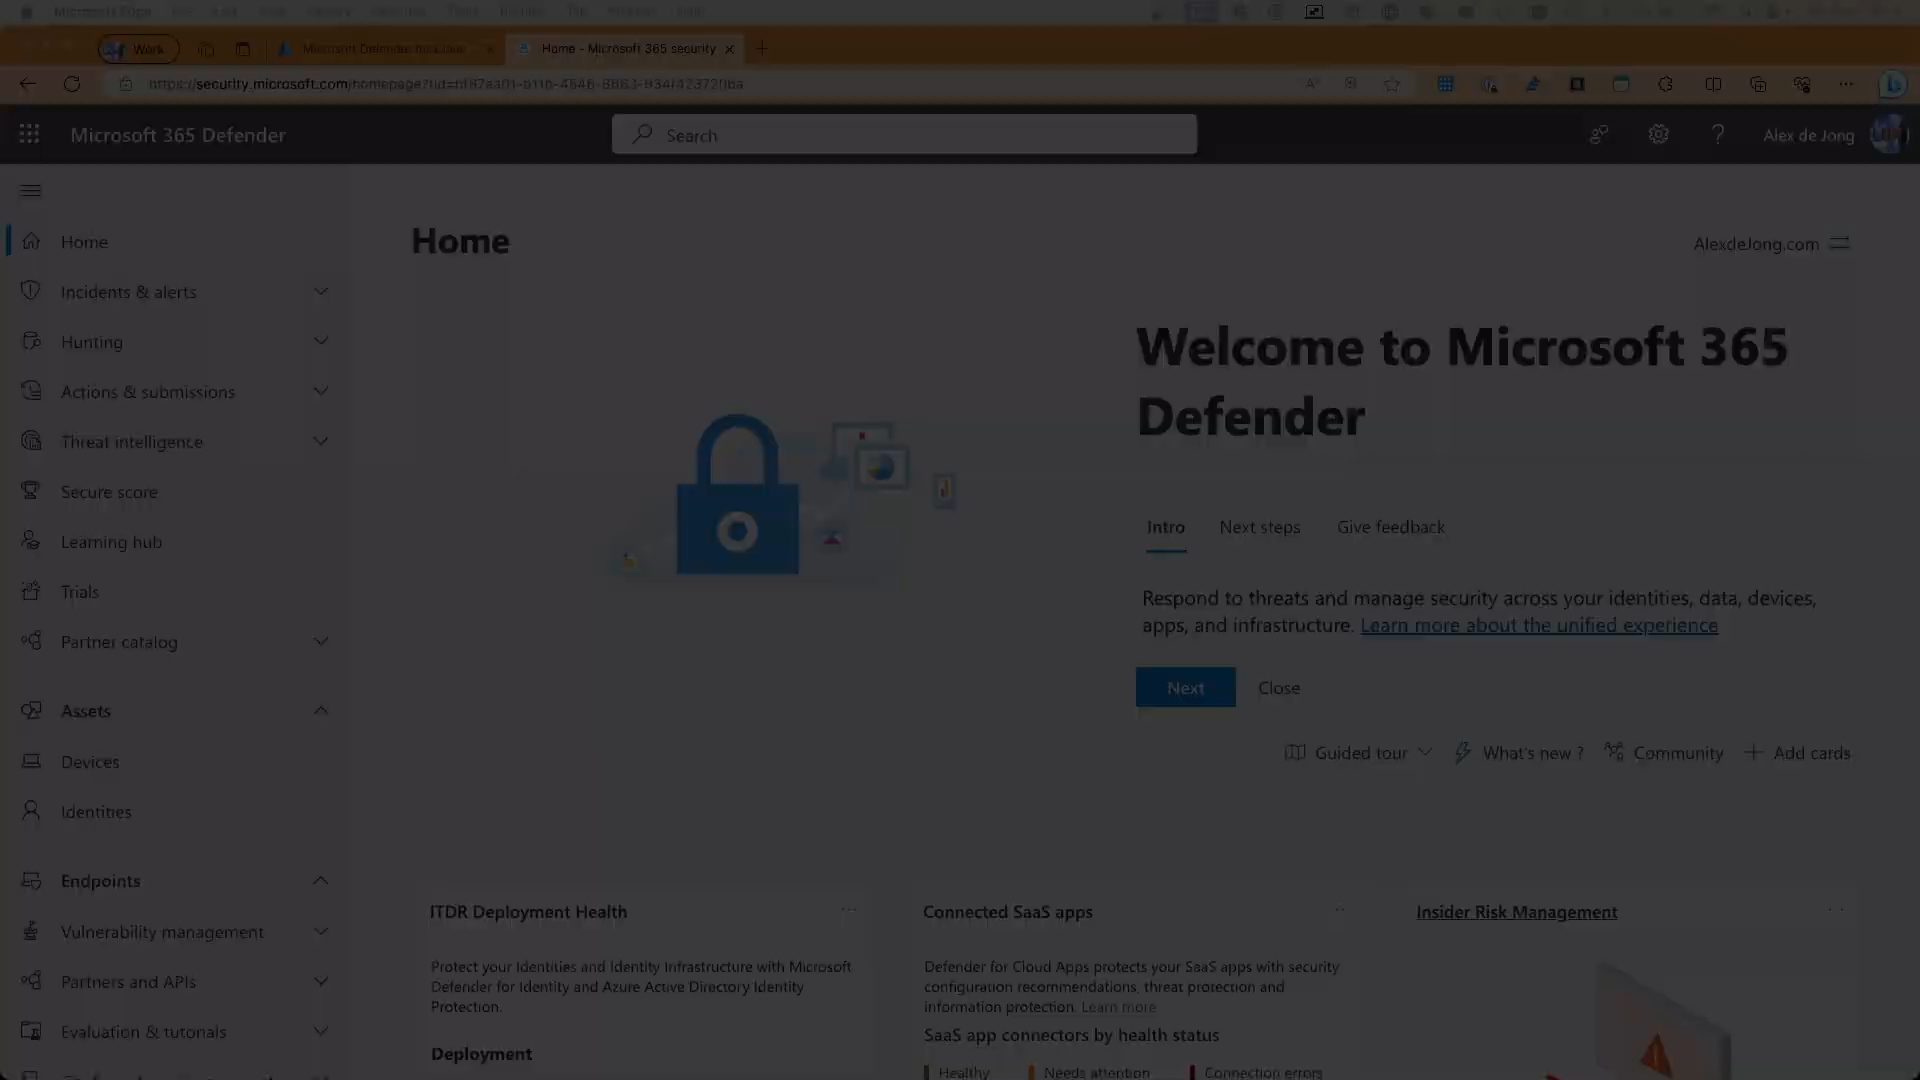 Microsoft Edge
Work
Home - Microsoft 365 security
Microsoft 365 Defender
Search
Alex de Jong
Home
Incidents & alerts
Hunting
Actions & submissions
Threat intelligence
Secure score
Learning hub
Trials
Partner catalog
Assets
Devices
Identities
Endpoints
Vulnerability management
Partners and APIs
Evaluation & tutorials
Home
AlexdeJong.com
Welcome to Microsoft 365
Defender
Intro Next steps Give feedback
Respond to threats and manage security across your identities, data, devices,
apps, and infrastructure. Learn more about the unified experience
Next Close
Guided tour What's new ? Community Add cards
ITDR Deployment Health
Protect your Identities and Identity Infrastructure with Microsoft
Defender for Identity and Azure Active Directory Identity
Protection.
Deployment
Connected SaaS apps
Defender for Cloud Apps protects your SaaS apps with security
configuration recommendations, threat protection and
information protection. Learn more
SaaS app connectors by health status
Healthy Needs attention Connection errors
Insider Risk Management